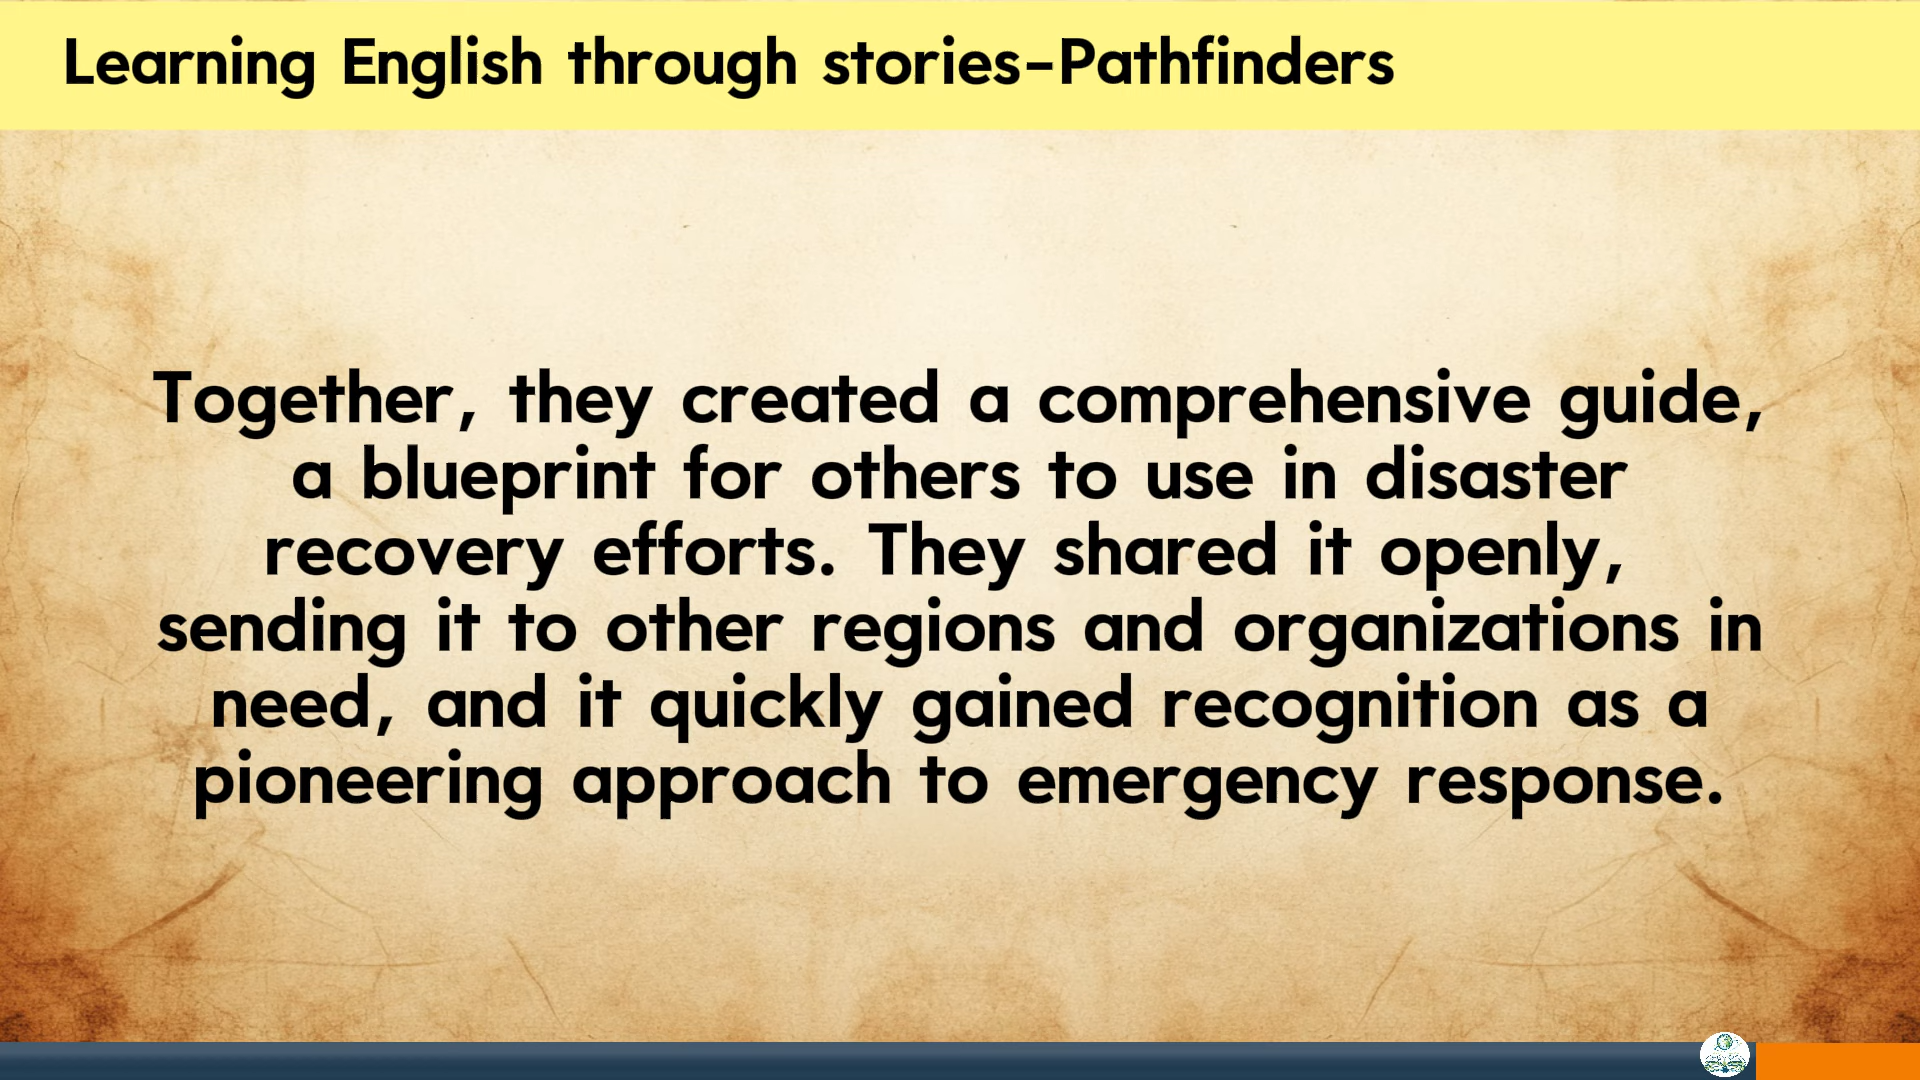 Learning English through stories-Pathfinders
Together, they created a comprehensive guide,
a blueprint for others to use in disaster
recovery efforts. They shared it openly,
sending it to other regions and organizations in
need, and it quickly gained recognition as a
pioneering approach to emergency response.